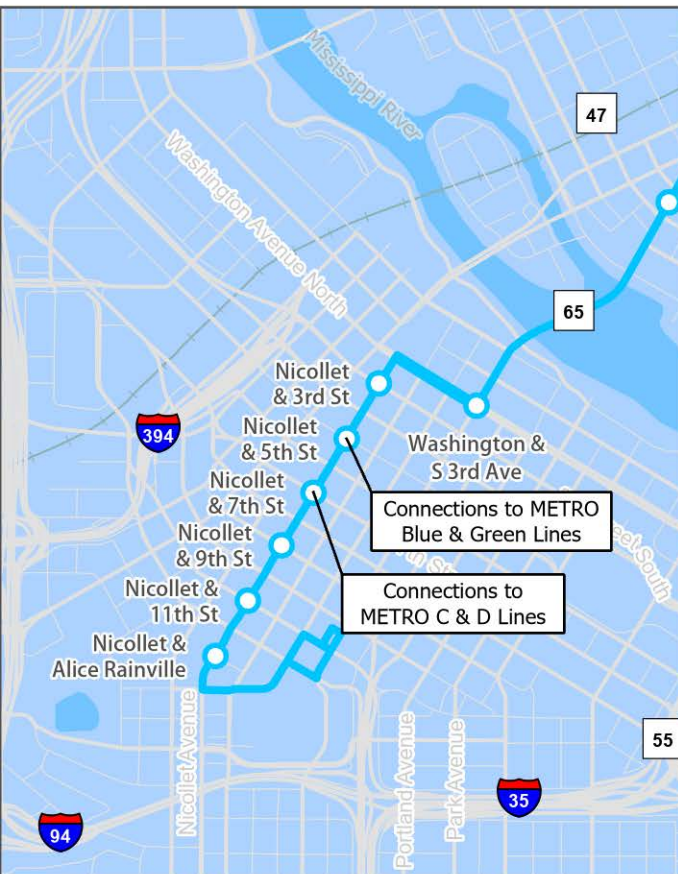 Mississippi River
47
Washington Avenue North
65
Nicollet
& 3rd St
394
Nicollet
& 5th St
Washington &
S 3rd Ave
Nicollet
& 7th St
Connections to METRO
Blue & Green Lines
Nicollet
& 9th St
Street South
Connections to
METRO C & D Lines
Nicollet &
11th St
Nicollet &
Alice Rainville
Nicollet Avenue
Portland Avenue
Park Avenue
55
35
94